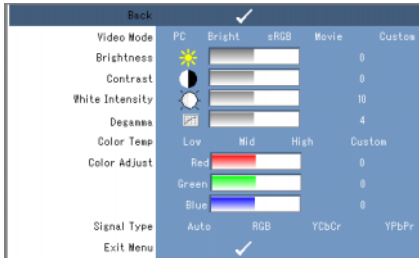 Back
Video Mode PC Bright sRGB Movie Custom
Brightness 0
Contrast 0
White Intensity 10
Degamma 4
Color Temp Low Mid High Custom
Color Adjust Red 0
Green 0
Blue 0
Signal Type Auto RGB YCbCr YPbPr
Exit Menu